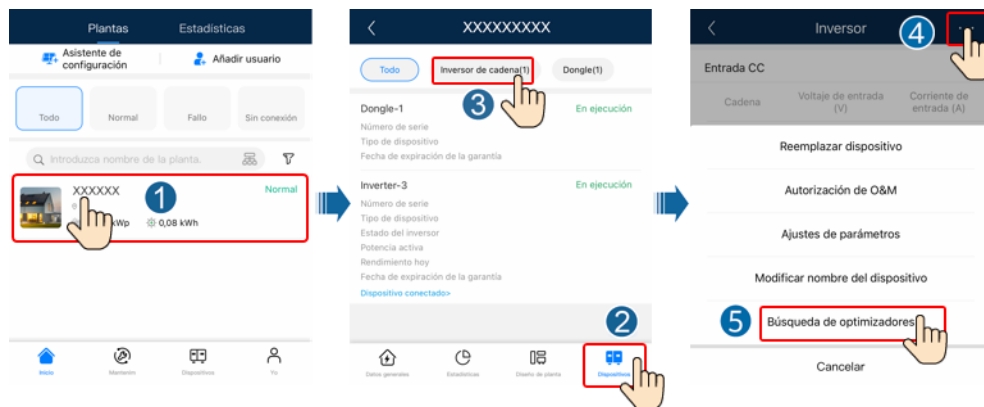 Plantas
Estadísticas
Asistente de
configuración
Añadir usuario
Todo
Normal
Fallo
Sin conexión
Introduzca nombre de la planta.
XXXXXX
1
Normal
kWp
0,08 kWh
Inicio
Mantenim
Dispositivos
Yo
XXXXXXXXX
Todo
Inversor de cadena(1)
Dongle(1)
3
Dongle-1
En ejecución
Número de serie
Tipo de dispositivo
Fecha de expiración de la garantía
Inverter-3
En ejecución
Número de serie
Tipo de dispositivo
Estado del inversor
Potencia activa
Rendimiento hoy
Fecha de expiración de la garantía
Dispositivo conectado>
2
Datos generales
Estadísticas
Diseño de planta
Dispositivos
Inversor
4
Entrada CC
Cadena
Voltaje de entrada
(V)
Corriente de
entrada (A)
Reemplazar dispositivo
Autorización de O&M
Ajustes de parámetros
Modificar nombre del dispositivo
5
Búsqueda de optimizadores
Cancelar